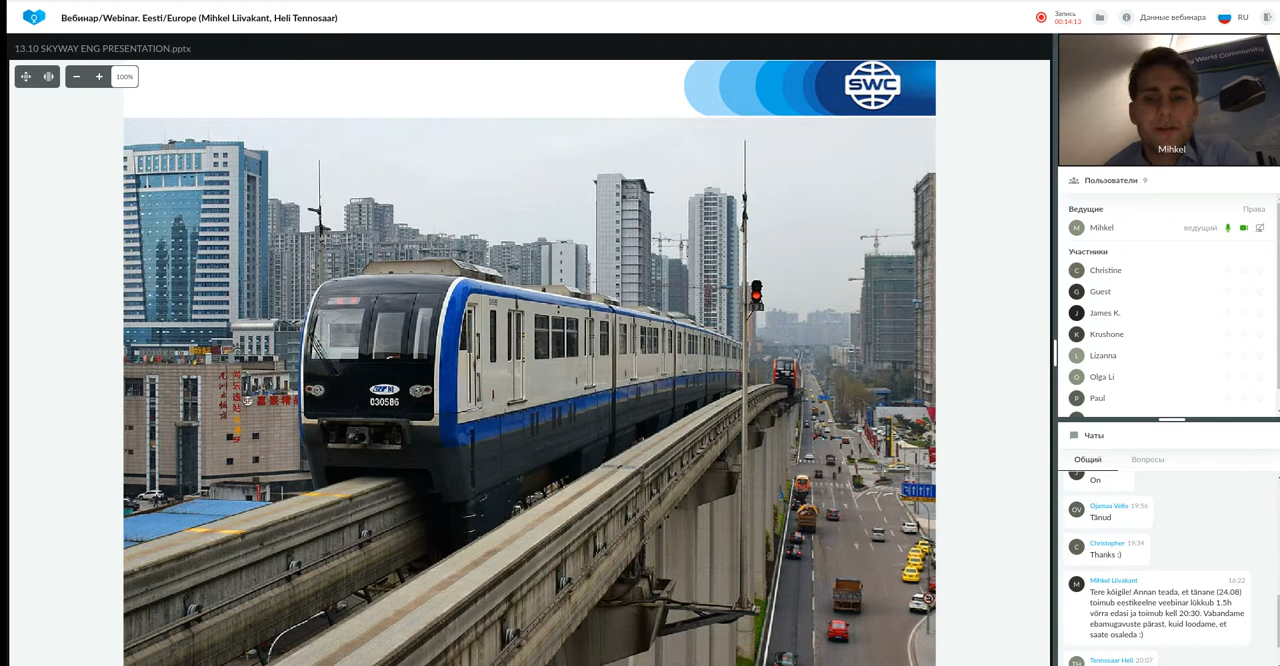 Вебинар/Webinar. Eesti/Europe (Mihkel Liivakant, Heli Tennosaar)
Запись
00:14:13
Данные вебинара
RU
13.10 SKYWAY ENG PRESENTATION.pptx
100%
SWC
030586
World Community
Mihkel
Пользователи 9
Ведущие Права
M Mihkel ведущий
Участники
C Christine
G Guest
J James K.
K Krushone
L Lizanna
O Olga Li
P Paul
Чаты
Общий Вопросы
On
OV Ojamaa Vello 19:56
Tänud
C Christopher 19:34
Thanks :)
M Mihkel Liivakant 16:22
Tere kõigile! Annan teada, et tänane (24.08)
toimub eestikeelne veebinar lükkub 1.5h
võrra edasi ja toimub kell 20:30. Vabandame
ebamugavuste pärast, kuid loodame, et
saate osaleda :)
TH Tennosaar Heli 20:07